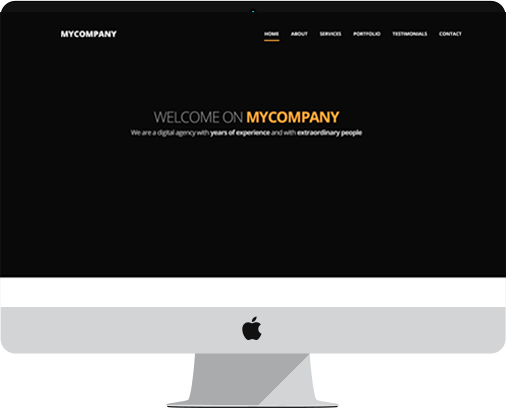 MYCOMPANY HOME ABOUT SERVICES PORTFOLIO TESTIMONIALS CONTACT
WELCOME ON MYCOMPANY
We are a digital agency with years of experience and with extraordinary people